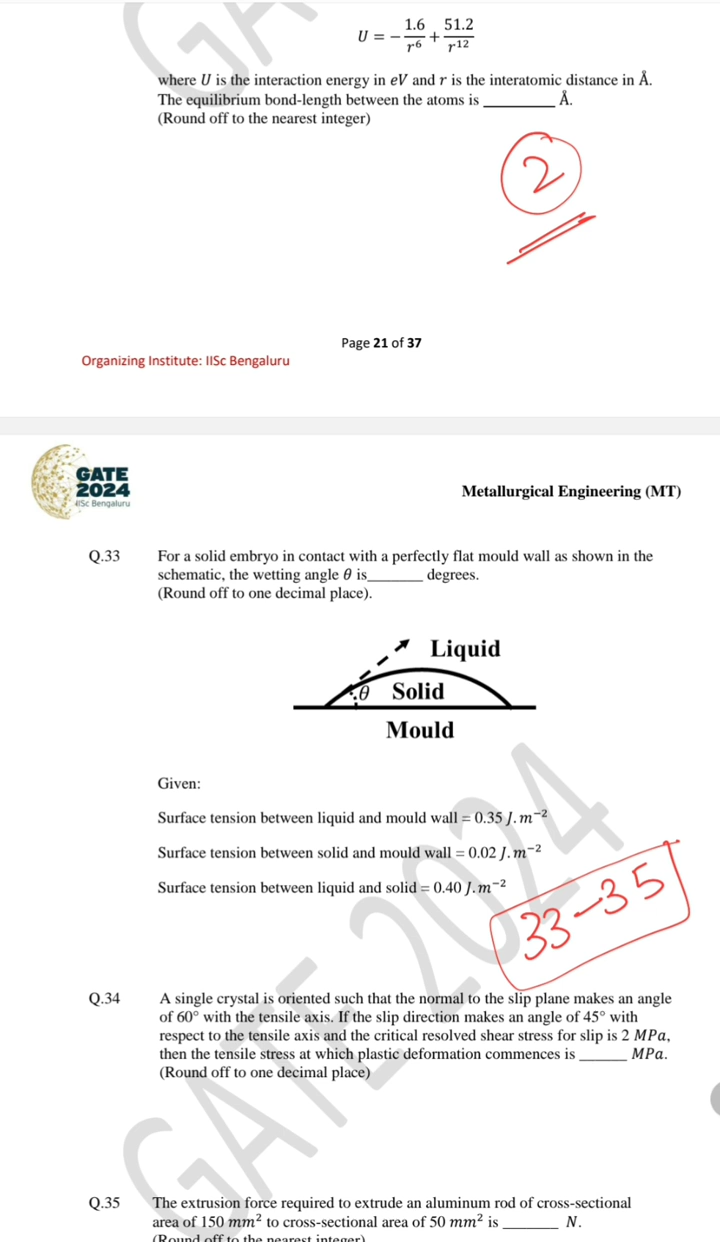 U = − 1.6/r⁶ + 51.2/r¹²
where U is the interaction energy in eV and r is the interatomic distance in Å.
The equilibrium bond-length between the atoms is ________ Å.
(Round off to the nearest integer)
2
Page 21 of 37
Organizing Institute: IISc Bengaluru
GATE
2024
IISc Bengaluru
Metallurgical Engineering (MT)
Q.33 For a solid embryo in contact with a perfectly flat mould wall as shown in the
schematic, the wetting angle θ is_______ degrees.
(Round off to one decimal place).
Liquid
θ Solid
Mould
Given:
Surface tension between liquid and mould wall = 0.35 J.m⁻²
Surface tension between solid and mould wall = 0.02 J.m⁻²
Surface tension between liquid and solid = 0.40 J.m⁻²
33-35
Q.34 A single crystal is oriented such that the normal to the slip plane makes an angle
of 60° with the tensile axis. If the slip direction makes an angle of 45° with
respect to the tensile axis and the critical resolved shear stress for slip is 2 MPa,
then the tensile stress at which plastic deformation commences is ______ MPa.
(Round off to one decimal place)
GATE 2024
Q.35 The extrusion force required to extrude an aluminum rod of cross-sectional
area of 150 mm² to cross-sectional area of 50 mm² is _______ N.
(Round off to the nearest integer)